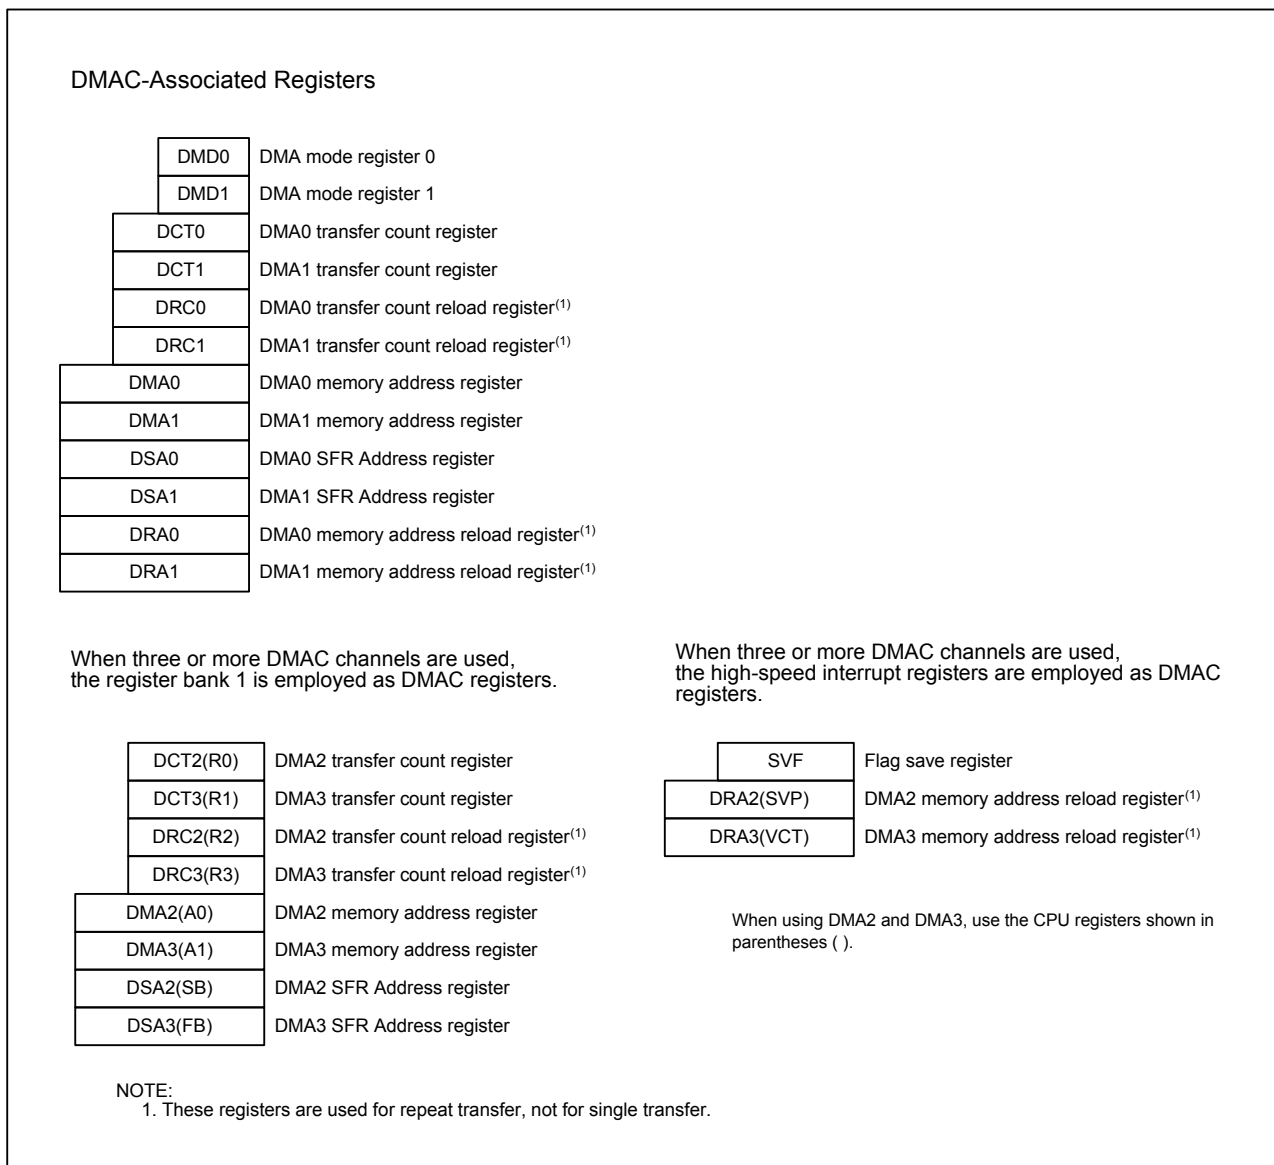 DMAC-Associated Registers
DMD0 DMA mode register 0
DMD1 DMA mode register 1
DCT0 DMA0 transfer count register
DCT1 DMA1 transfer count register
DRC0 DMA0 transfer count reload register(1)
DRC1 DMA1 transfer count reload register(1)
DMA0 DMA0 memory address register
DMA1 DMA1 memory address register
DSA0 DMA0 SFR Address register
DSA1 DMA1 SFR Address register
DRA0 DMA0 memory address reload register(1)
DRA1 DMA1 memory address reload register(1)
When three or more DMAC channels are used,
the register bank 1 is employed as DMAC registers.
DCT2(R0) DMA2 transfer count register
DCT3(R1) DMA3 transfer count register
DRC2(R2) DMA2 transfer count reload register(1)
DRC3(R3) DMA3 transfer count reload register(1)
DMA2(A0) DMA2 memory address register
DMA3(A1) DMA3 memory address register
DSA2(SB) DMA2 SFR Address register
DSA3(FB) DMA3 SFR Address register
When three or more DMAC channels are used,
the high-speed interrupt registers are employed as DMAC
registers.
SVF Flag save register
DRA2(SVP) DMA2 memory address reload register(1)
DRA3(VCT) DMA3 memory address reload register(1)
When using DMA2 and DMA3, use the CPU registers shown in
parentheses ( ).
NOTE:
1. These registers are used for repeat transfer, not for single transfer.